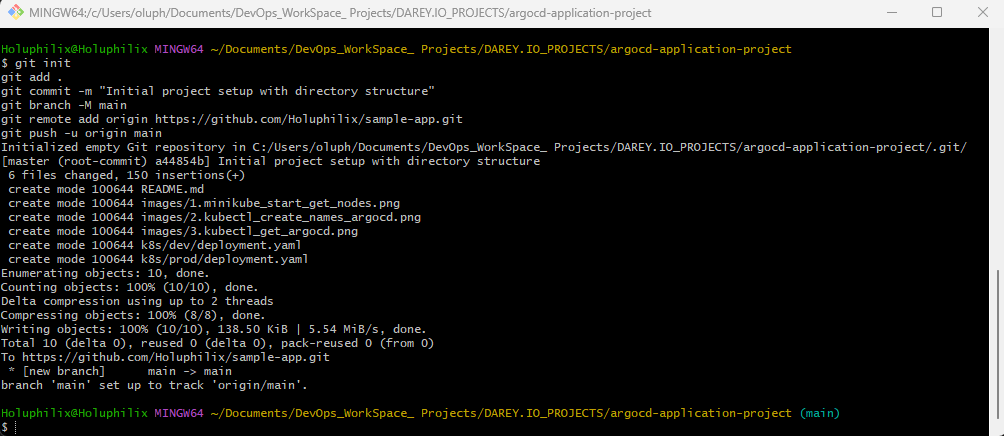 MINGW64:/c/Users/oluph/Documents/DevOps_WorkSpace_ Projects/DAREY.IO_PROJECTS/argocd-application-project
Holuphilix@Holuphilix MINGW64 ~/Documents/DevOps_WorkSpace_ Projects/DAREY.IO_PROJECTS/argocd-application-project
$ git init
git add .
git commit -m "Initial project setup with directory structure"
git branch -M main
git remote add origin https://github.com/Holuphilix/sample-app.git
git push -u origin main
Initialized empty Git repository in C:/Users/oluph/Documents/DevOps_WorkSpace_ Projects/DAREY.IO_PROJECTS/argocd-application-project/.git/
[master (root-commit) a44854b] Initial project setup with directory structure
 6 files changed, 150 insertions(+)
 create mode 100644 README.md
 create mode 100644 images/1.minikube_start_get_nodes.png
 create mode 100644 images/2.kubectl_create_names_argocd.png
 create mode 100644 images/3.kubectl_get_argocd.png
 create mode 100644 k8s/dev/deployment.yaml
 create mode 100644 k8s/prod/deployment.yaml
Enumerating objects: 10, done.
Counting objects: 100% (10/10), done.
Delta compression using up to 2 threads
Compressing objects: 100% (8/8), done.
Writing objects: 100% (10/10), 138.50 KiB | 5.54 MiB/s, done.
Total 10 (delta 0), reused 0 (delta 0), pack-reused 0 (from 0)
To https://github.com/Holuphilix/sample-app.git
 * [new branch]      main -> main
branch 'main' set up to track 'origin/main'.
Holuphilix@Holuphilix MINGW64 ~/Documents/DevOps_WorkSpace_ Projects/DAREY.IO_PROJECTS/argocd-application-project (main)
$